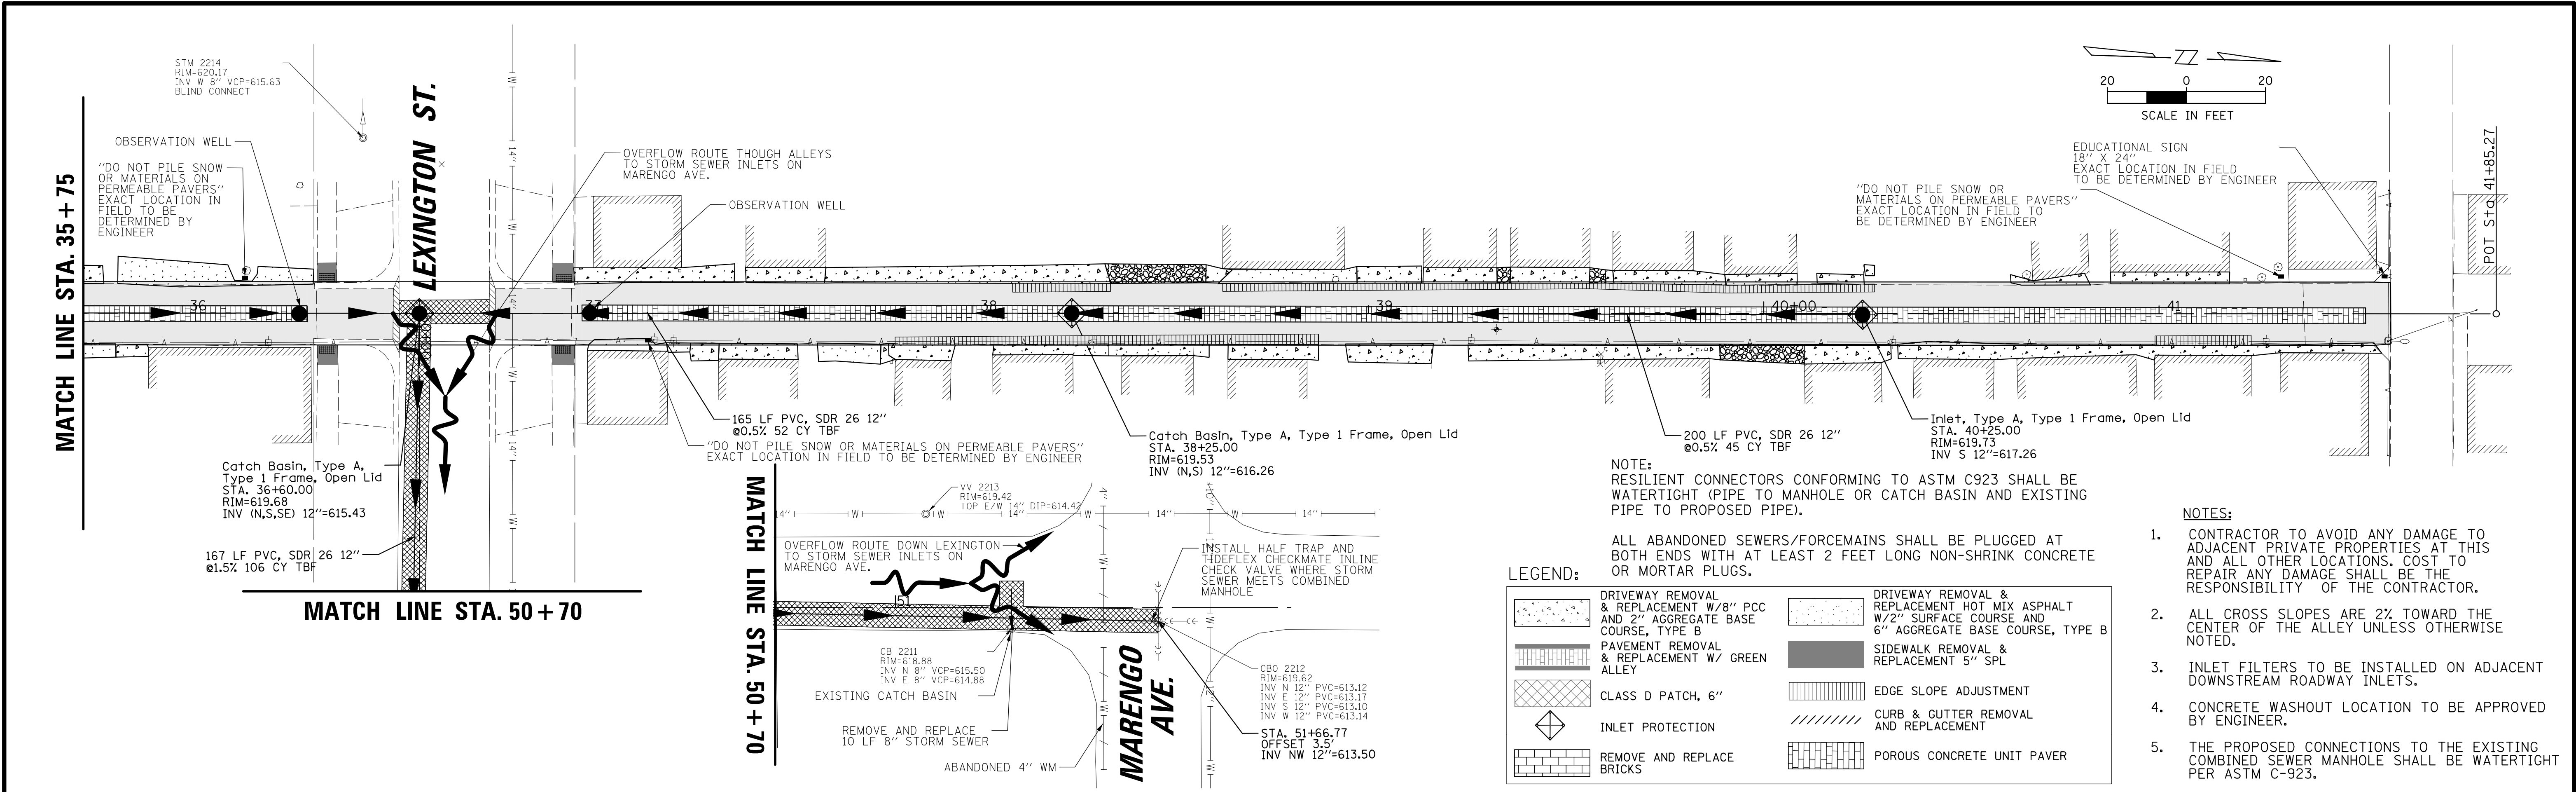 STM 2214
RIM=620.17
INV W 8" VCP=615.63
BLIND CONNECT
OBSERVATION WELL
"DO NOT PILE SNOW
OR MATERIALS ON
PERMEABLE PAVERS"
EXACT LOCATION IN
FIELD TO BE
DETERMINED BY
ENGINEER
MATCH LINE STA. 35+75
LEXINGTON ST.
OVERFLOW ROUTE THOUGH ALLEYS
TO STORM SEWER INLETS ON
MARENGO AVE.
OBSERVATION WELL
20 0 20
SCALE IN FEET
EDUCATIONAL SIGN
18" X 24"
EXACT LOCATION IN FIELD
TO BE DETERMINED BY ENGINEER
"DO NOT PILE SNOW OR
MATERIALS ON PERMEABLE PAVERS"
EXACT LOCATION IN FIELD TO
BE DETERMINED BY ENGINEER
POT Sta 41+85.27
W
14"
W
14"
W
14"
W
36
37
38
39
40+00
41
165 LF PVC, SDR 26 12"
@0.5% 52 CY TBF
"DO NOT PILE SNOW OR MATERIALS ON PERMEABLE PAVERS"
EXACT LOCATION IN FIELD TO BE DETERMINED BY ENGINEER
Catch Basin, Type A, Type 1 Frame, Open Lid
STA. 38+25.00
RIM=619.53
INV (N,S) 12"=616.26
200 LF PVC, SDR 26 12"
@0.5% 45 CY TBF
Inlet, Type A, Type 1 Frame, Open Lid
STA. 40+25.00
RIM=619.73
INV S 12"=617.26
Catch Basin, Type A,
Type 1 Frame, Open Lid
STA. 36+60.00
RIM=619.68
INV (N,S,SE) 12"=615.43
167 LF PVC, SDR 26 12"
@1.5% 106 CY TBF
MATCH LINE STA. 50+70
MATCH LINE STA. 50+70
VV 2213
RIM=619.42
TOP E/W 14" DIP=614.42
14" W W 14" W 14" W 14"
4"
10"
OVERFLOW ROUTE DOWN LEXINGTON
TO STORM SEWER INLETS ON
MARENGO AVE.
INSTALL HALF TRAP AND
TIDEFLEX CHECKMATE INLINE
CHECK VALVE WHERE STORM
SEWER MEETS COMBINED
MANHOLE
51
CB 2211
RIM=618.88
INV N 8" VCP=615.50
INV E 8" VCP=614.88
EXISTING CATCH BASIN
REMOVE AND REPLACE
10 LF 8" STORM SEWER
ABANDONED 4" WM
MARENGO
AVE.
W
12"
W
CBO 2212
RIM=619.62
INV N 12" PVC=613.12
INV E 12" PVC=613.17
INV S 12" PVC=613.10
INV W 12" PVC=613.14
STA. 51+66.77
OFFSET 3.5'
INV NW 12"=613.50
NOTE:
RESILIENT CONNECTORS CONFORMING TO ASTM C923 SHALL BE
WATERTIGHT (PIPE TO MANHOLE OR CATCH BASIN AND EXISTING
PIPE TO PROPOSED PIPE).
ALL ABANDONED SEWERS/FORCEMAINS SHALL BE PLUGGED AT
BOTH ENDS WITH AT LEAST 2 FEET LONG NON-SHRINK CONCRETE
OR MORTAR PLUGS.
LEGEND:
DRIVEWAY REMOVAL
& REPLACEMENT W/8" PCC
AND 2" AGGREGATE BASE
COURSE, TYPE B
PAVEMENT REMOVAL
& REPLACEMENT W/ GREEN
ALLEY
CLASS D PATCH, 6"
INLET PROTECTION
REMOVE AND REPLACE
BRICKS
DRIVEWAY REMOVAL &
REPLACEMENT HOT MIX ASPHALT
W/2" SURFACE COURSE AND
6" AGGREGATE BASE COURSE, TYPE B
SIDEWALK REMOVAL &
REPLACEMENT 5" SPL
EDGE SLOPE ADJUSTMENT
CURB & GUTTER REMOVAL
AND REPLACEMENT
POROUS CONCRETE UNIT PAVER
NOTES:
1. CONTRACTOR TO AVOID ANY DAMAGE TO
ADJACENT PRIVATE PROPERTIES AT THIS
AND ALL OTHER LOCATIONS. COST TO
REPAIR ANY DAMAGE SHALL BE THE
RESPONSIBILITY OF THE CONTRACTOR.
2. ALL CROSS SLOPES ARE 2% TOWARD THE
CENTER OF THE ALLEY UNLESS OTHERWISE
NOTED.
3. INLET FILTERS TO BE INSTALLED ON ADJACENT
DOWNSTREAM ROADWAY INLETS.
4. CONCRETE WASHOUT LOCATION TO BE APPROVED
BY ENGINEER.
5. THE PROPOSED CONNECTIONS TO THE EXISTING
COMBINED SEWER MANHOLE SHALL BE WATERTIGHT
PER ASTM C-923.